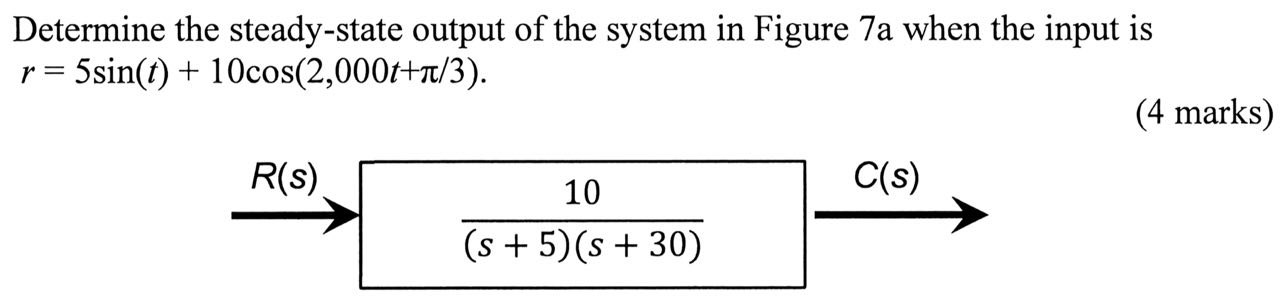 Determine the steady-state output of the system in Figure 7a when the input is
r = 5sin(t) + 10cos(2,000t+π/3).
(4 marks)
R(s)
10
(s + 5)(s + 30)
C(s)